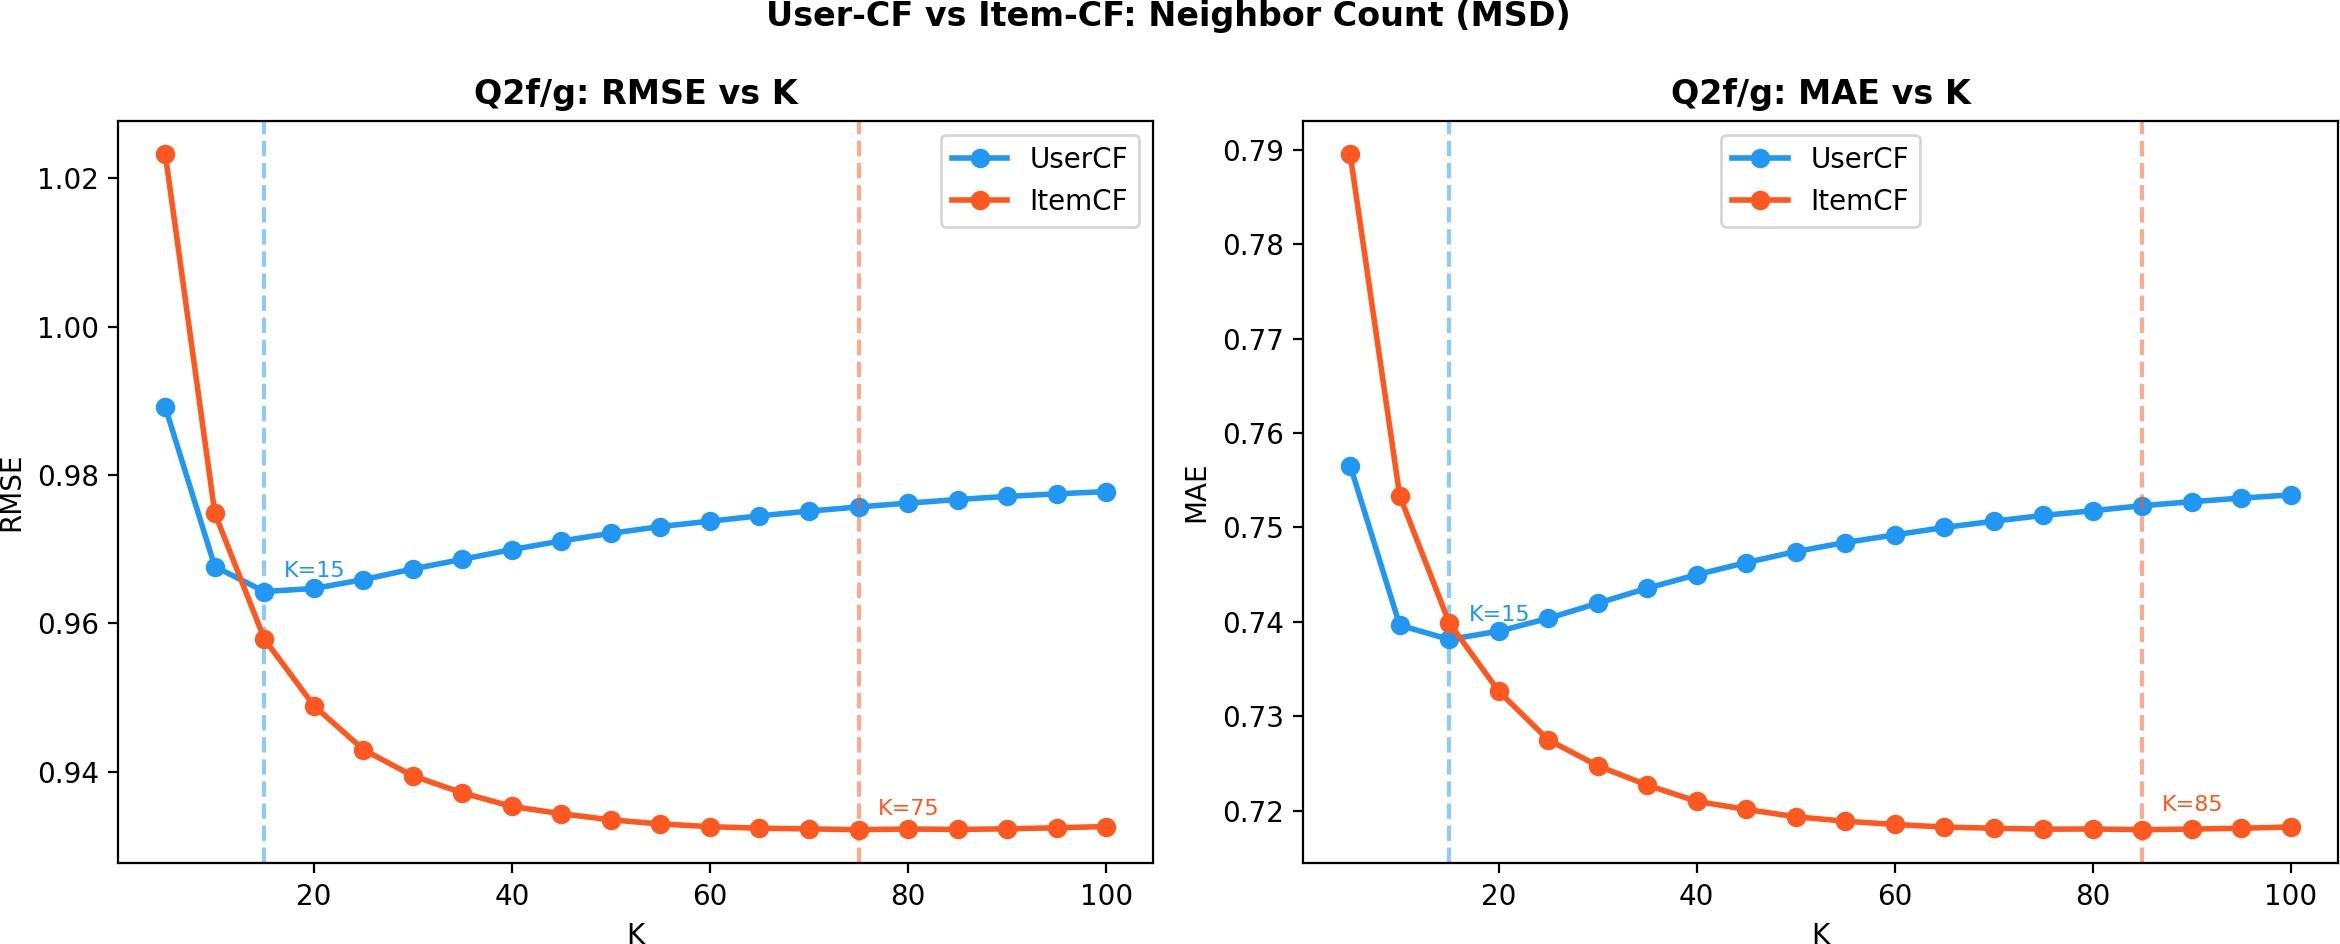 User-CF vs Item-CF: Neighbor Count (MSD)
Q2f/g: RMSE vs K
UserCF
ItemCF
1.02
1.00
0.98
0.96
0.94
RMSE
K=15
K=75
20 40 60 80 100
K
Q2f/g: MAE vs K
UserCF
ItemCF
0.79
0.78
0.77
0.76
0.75
0.74
0.73
0.72
MAE
K=15
K=85
20 40 60 80 100
K